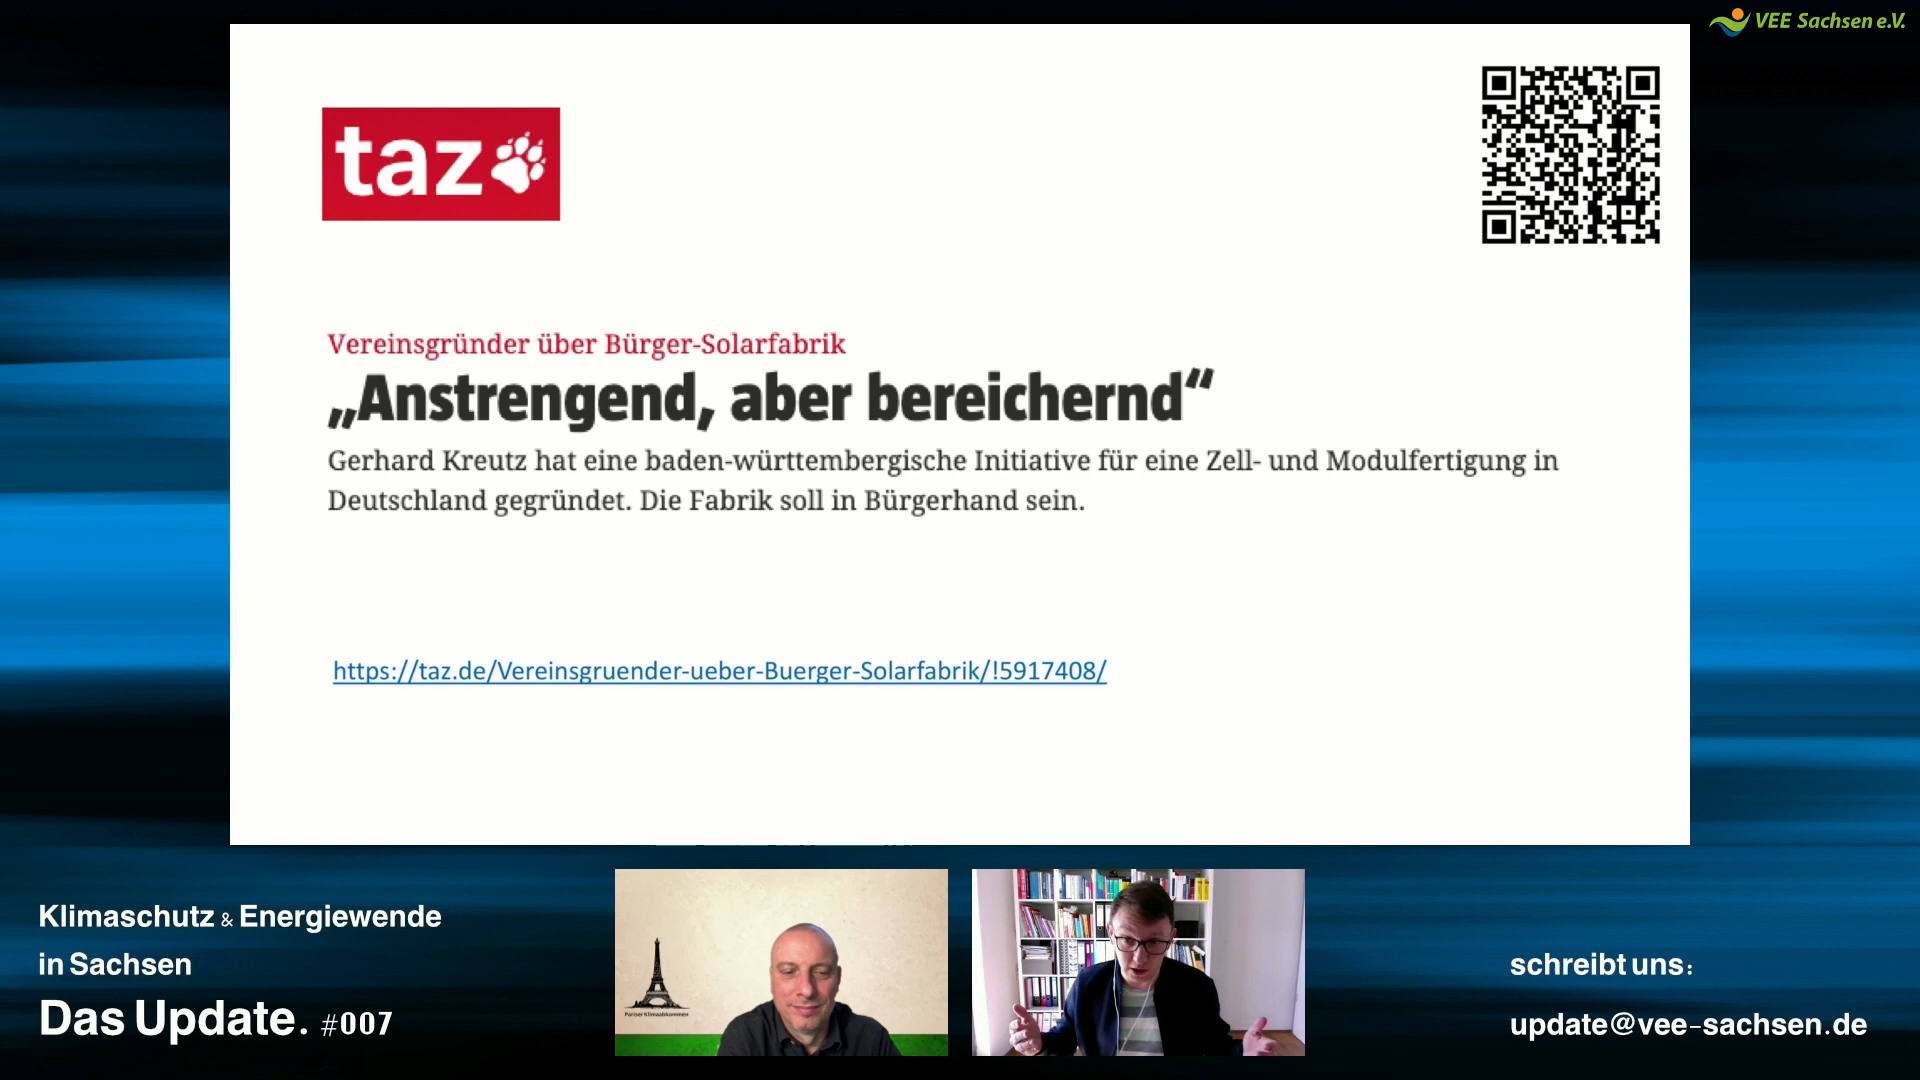 VEE Sachsen e.V.
taz
Vereinsgründer über Bürger-Solarfabrik
„Anstrengend, aber bereichernd“
Gerhard Kreutz hat eine baden-württembergische Initiative für eine Zell- und Modulfertigung in
Deutschland gegründet. Die Fabrik soll in Bürgerhand sein.
https://taz.de/Vereinsgruender-ueber-Buerger-Solarfabrik/!5917408/
Klimaschutz & Energiewende
in Sachsen
Das Update. #007
Pariser Klimaabkommen
schreibt uns:
update@vee-sachsen.de